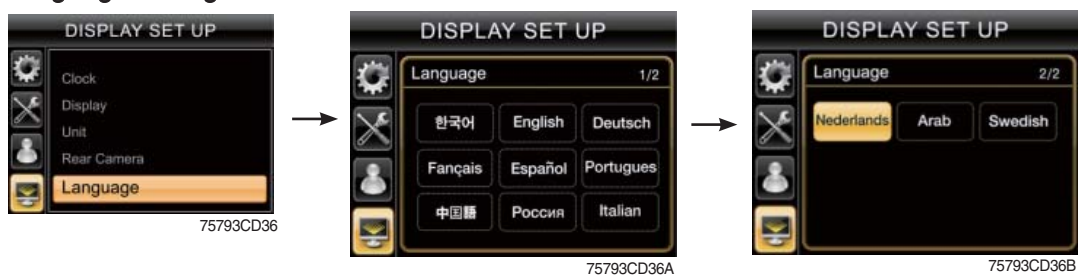 DISPLAY SET UP
Clock
Display
Unit
Rear Camera
Language
75793CD36
DISPLAY SET UP
Language 1/2
한국어 English Deutsch
Fançais Español Portugues
中国語 Россия Italian
75793CD36A
DISPLAY SET UP
Language 2/2
Nederlands Arab Swedish
75793CD36B